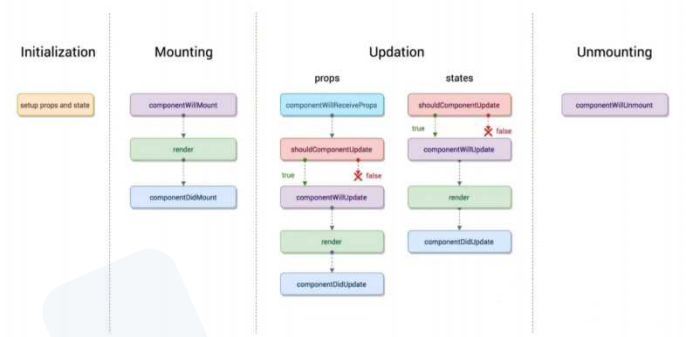 Initialization
Mounting
Updation
Unmounting
props
states
setup props and state
componentWillMount
render
componentDidMount
componentWillReceiveProps
shouldComponentUpdate
true
false
componentWillUpdate
render
componentDidUpdate
shouldComponentUpdate
true
false
componentWillUpdate
render
componentDidUpdate
componentWillUnmount